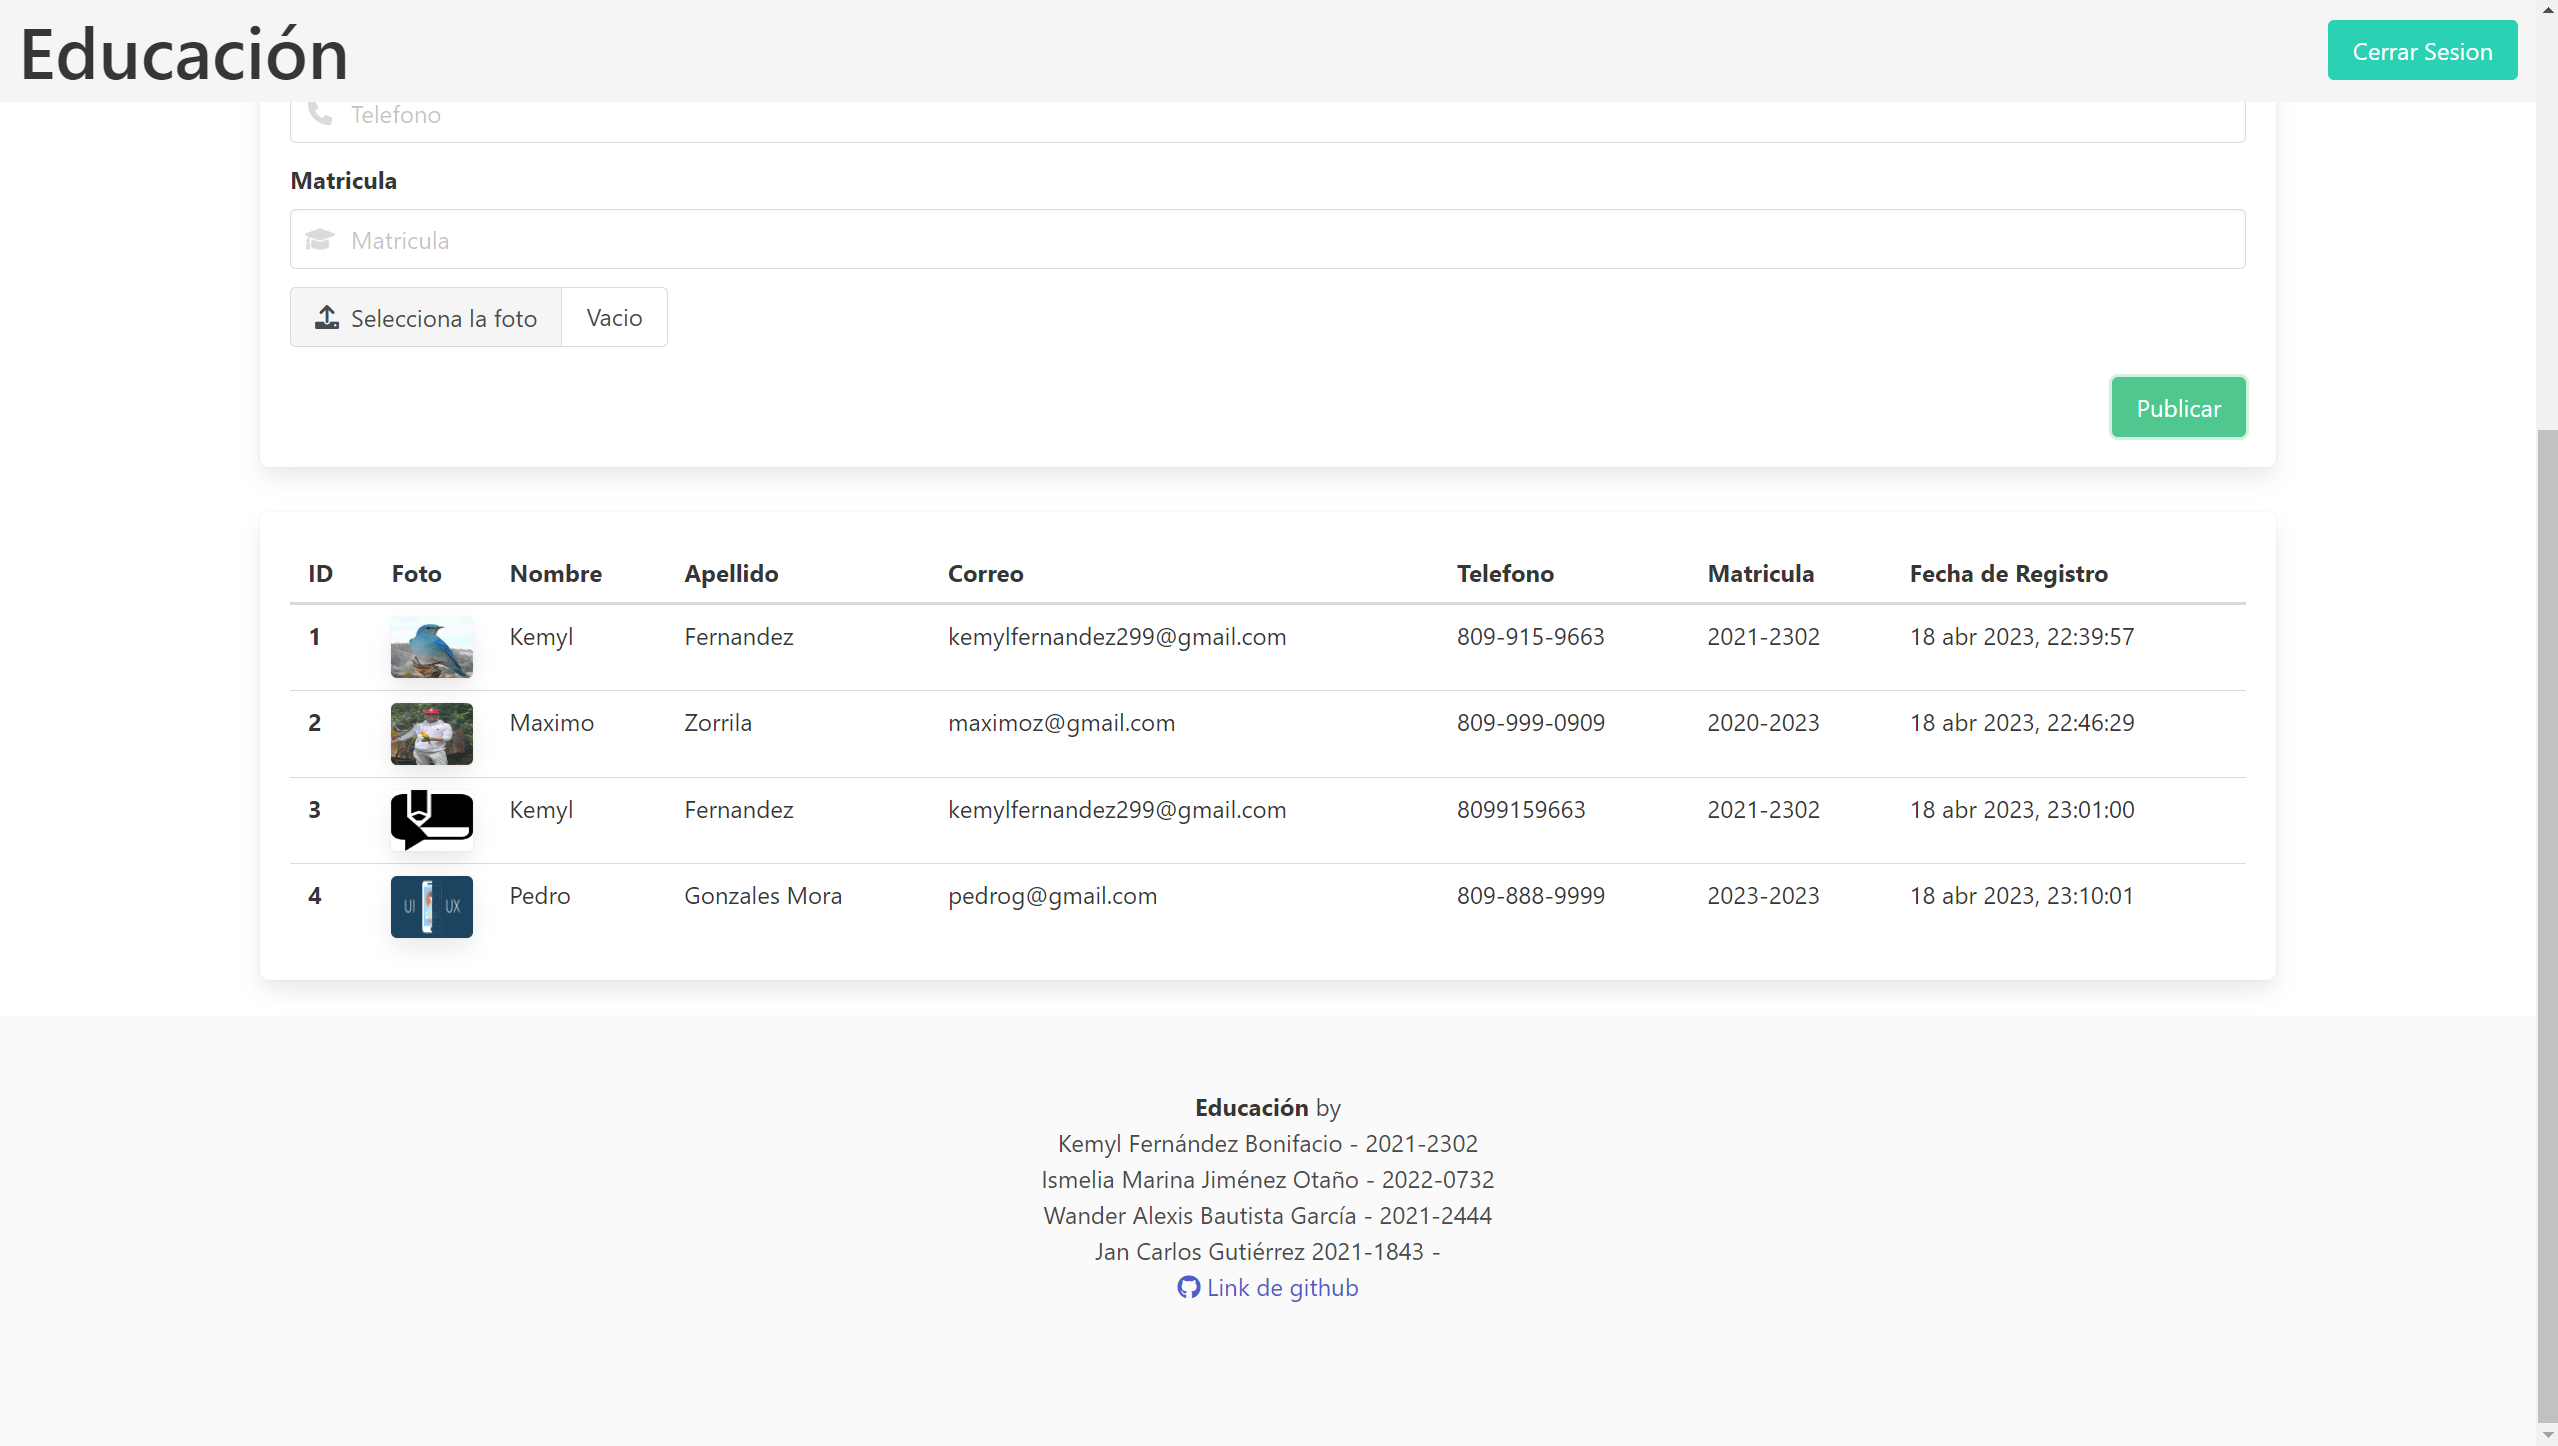 Educación
Cerrar Sesion
Telefono
Matricula
Matricula
Selecciona la foto Vacio
Publicar
ID Foto Nombre Apellido Correo Telefono Matricula Fecha de Registro
1 Kemyl Fernandez kemylfernandez299@gmail.com 809-915-9663 2021-2302 18 abr 2023, 22:39:57
2 Maximo Zorrila maximoz@gmail.com 809-999-0909 2020-2023 18 abr 2023, 22:46:29
3 Kemyl Fernandez kemylfernandez299@gmail.com 8099159663 2021-2302 18 abr 2023, 23:01:00
4 UI UX Pedro Gonzales Mora pedrog@gmail.com 809-888-9999 2023-2023 18 abr 2023, 23:10:01
Educación by
Kemyl Fernández Bonifacio - 2021-2302
Ismelia Marina Jiménez Otaño - 2022-0732
Wander Alexis Bautista García - 2021-2444
Jan Carlos Gutiérrez 2021-1843 -
Link de github